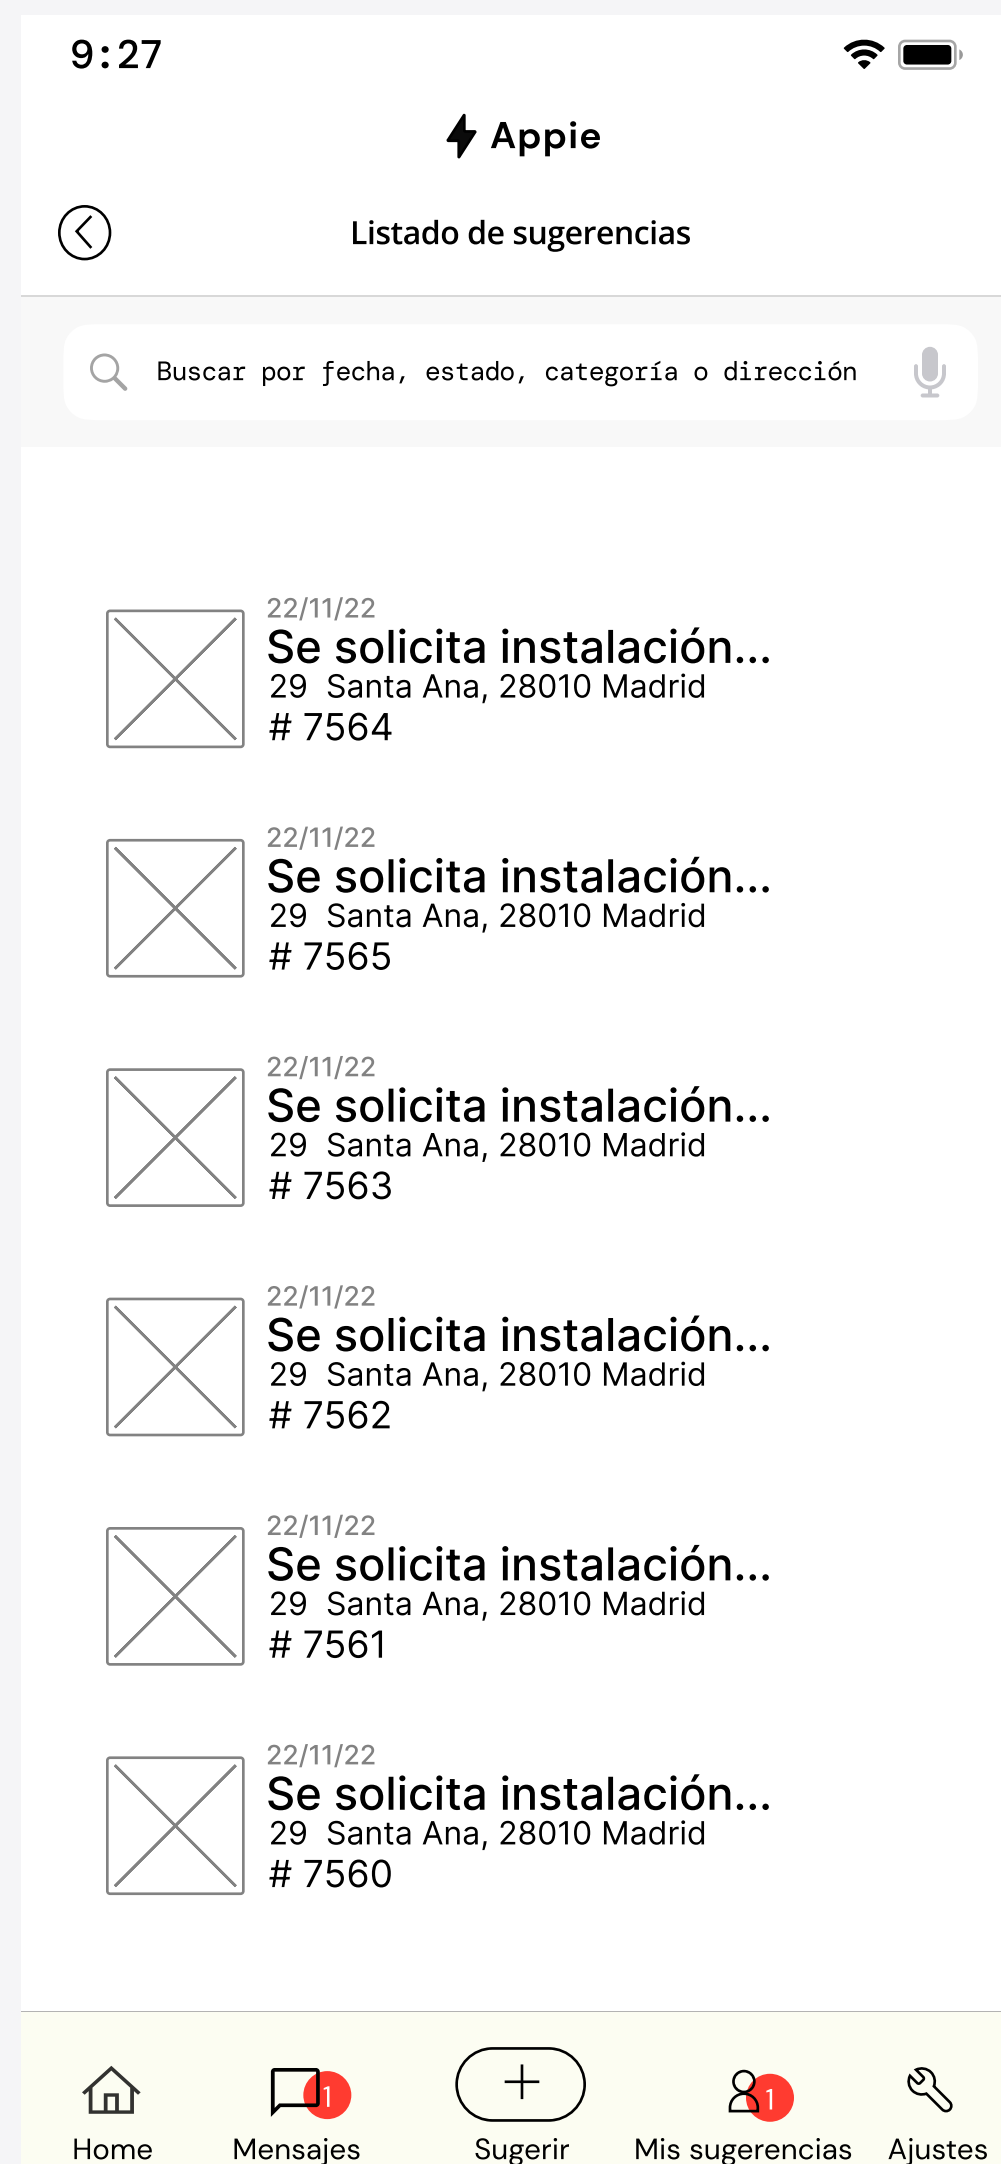 9:27
Appie
Listado de sugerencias
Buscar por fecha, estado, categoría o dirección
22/11/22
Se solicita instalación...
29 Santa Ana, 28010 Madrid
# 7564
22/11/22
Se solicita instalación...
29 Santa Ana, 28010 Madrid
# 7565
22/11/22
Se solicita instalación...
29 Santa Ana, 28010 Madrid
# 7563
22/11/22
Se solicita instalación...
29 Santa Ana, 28010 Madrid
# 7562
22/11/22
Se solicita instalación...
29 Santa Ana, 28010 Madrid
# 7561
22/11/22
Se solicita instalación...
29 Santa Ana, 28010 Madrid
# 7560
1 1
Home Mensajes Sugerir Mis sugerencias Ajustes